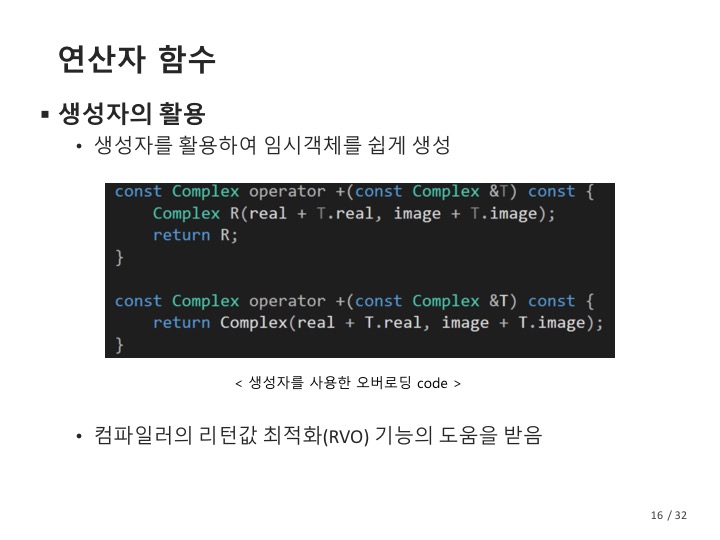 연산자 함수
▪ 생성자의 활용
• 생성자를 활용하여 임시객체를 쉽게 생성
const Complex operator +(const Complex &T) const {
    Complex R(real + T.real, image + T.image);
    return R;
}
const Complex operator +(const Complex &T) const {
    return Complex(real + T.real, image + T.image);
}
< 생성자를 사용한 오버로딩 code >
• 컴파일러의 리턴값 최적화(RVO) 기능의 도움을 받음
16 / 32